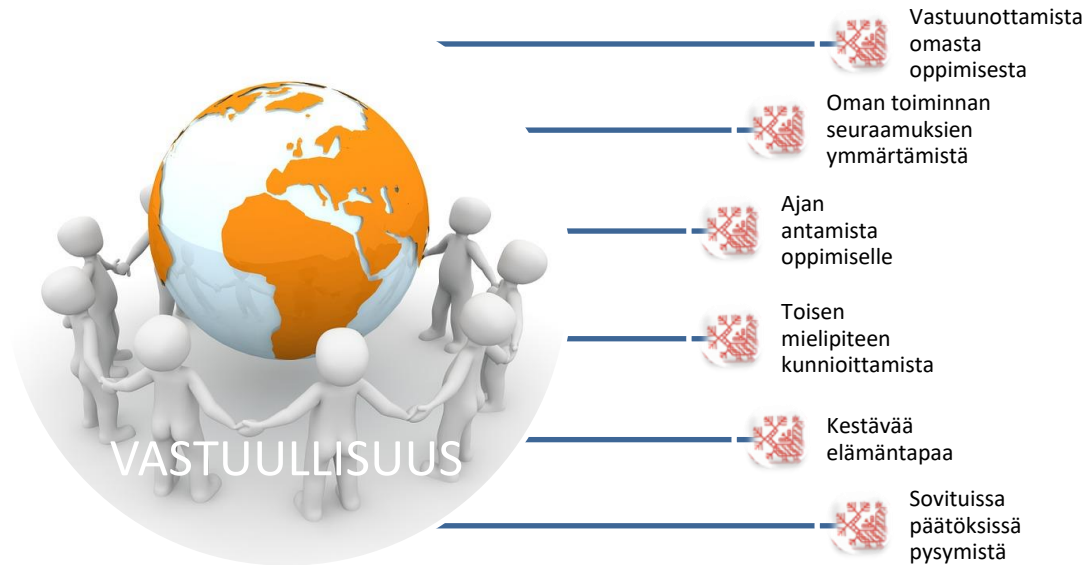 Vastuunottamista
omasta
oppimisesta
Oman toiminnan
seuraamuksien
ymmärtämistä
Ajan
antamista
oppimiselle
Toisen
mielipiteen
kunnioittamista
Kestävää
elämäntapaa
Sovituissa
päätöksissä
pysymistä
VASTUULLISUUS